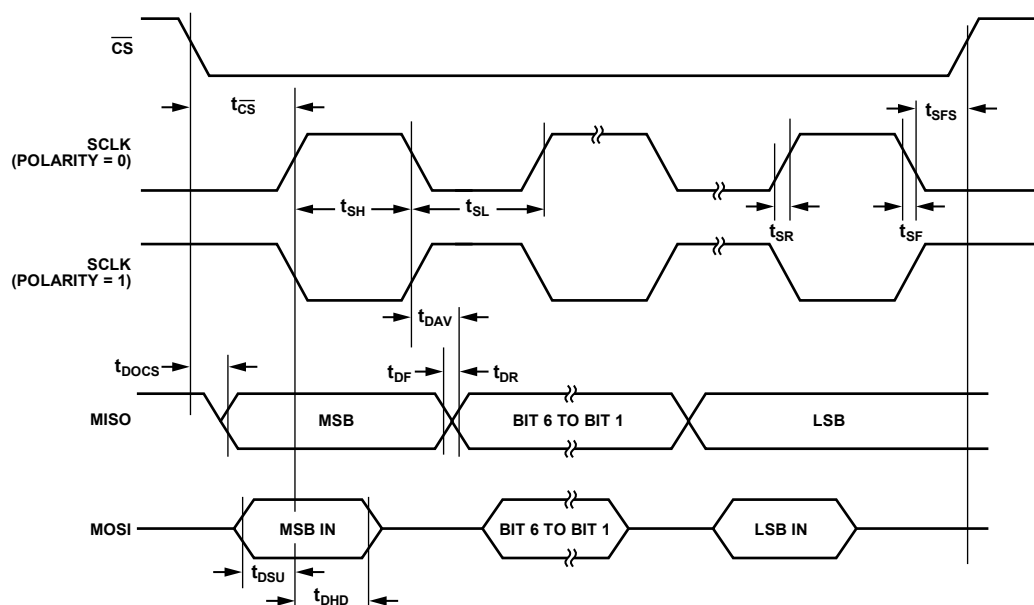 CS
tCS
tSFS
SCLK
(POLARITY = 0)
tSH
tSL
tSR
tSF
SCLK
(POLARITY = 1)
tDAV
tDOCS
tDF
tDR
MISO
MSB
BIT 6 TO BIT 1
LSB
MOSI
MSB IN
BIT 6 TO BIT 1
LSB IN
tDSU
tDHD